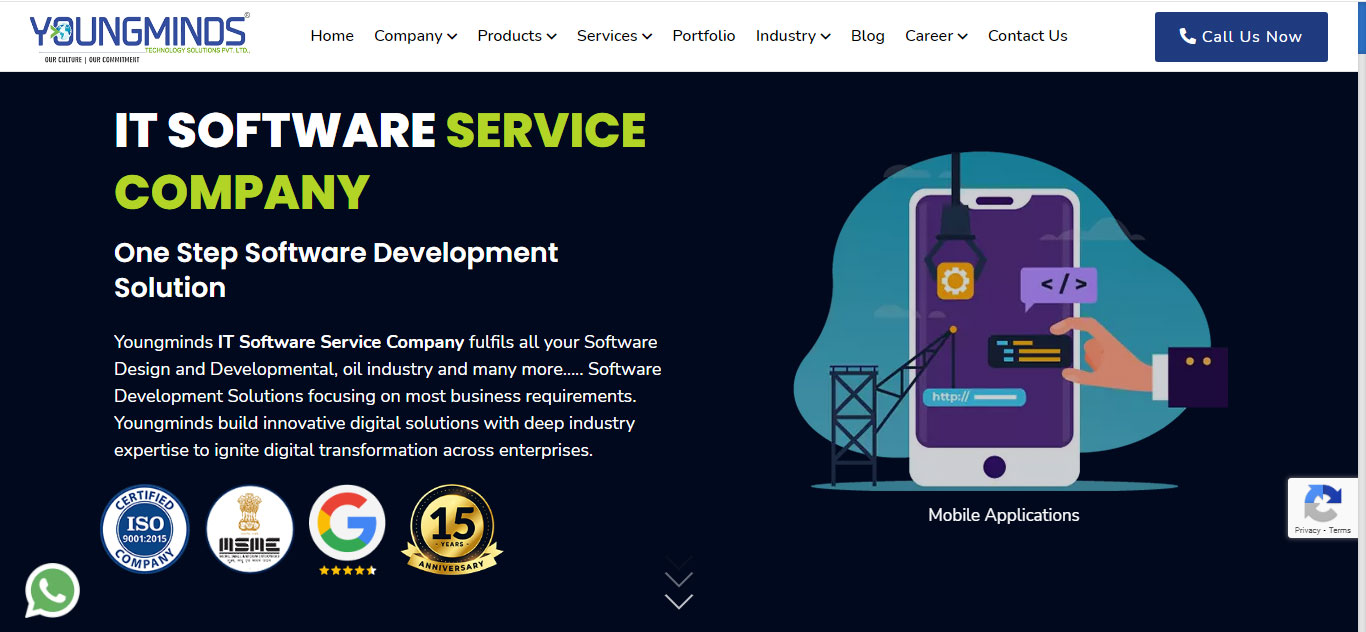 YOUNGMINDS®
TECHNOLOGY SOLUTIONS PVT. LTD.,
OUR CULTURE | OUR COMMITMENT
Home Company Products Services Portfolio Industry Blog Career Contact Us
Call Us Now
IT SOFTWARE SERVICE
COMPANY
One Step Software Development
Solution
Youngminds IT Software Service Company fulfils all your Software
Design and Developmental, oil industry and many more..... Software
Development Solutions focusing on most business requirements.
Youngminds build innovative digital solutions with deep industry
expertise to ignite digital transformation across enterprises.
</>
http://
Mobile Applications
CERTIFIED
ISO
9001:2015
COMPANY
MSME
G
15
YEARS
ANNIVERSARY
Privacy - Terms